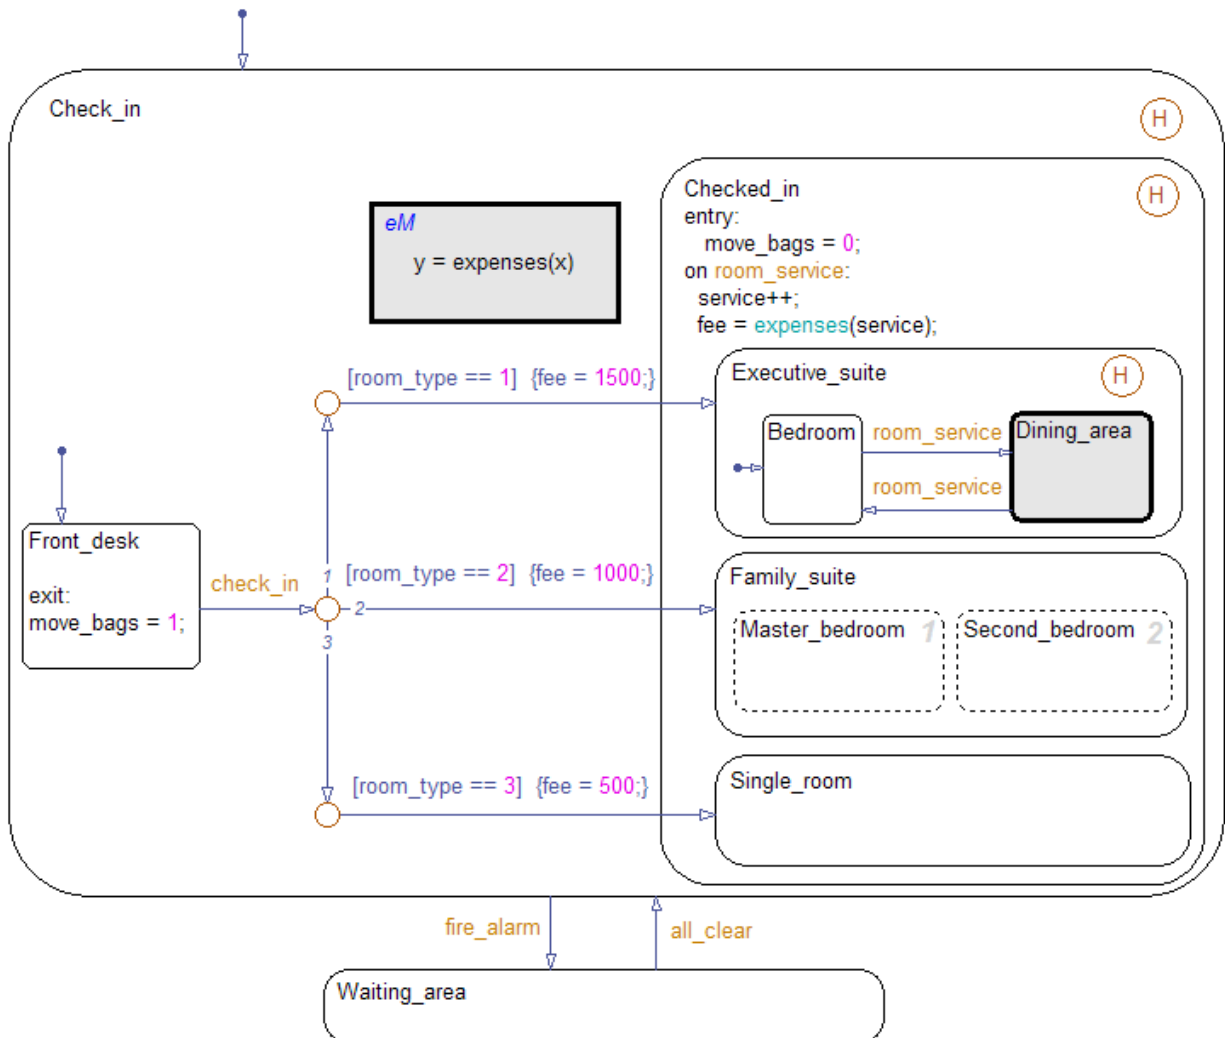 Check_in
H
Checked_in
H
entry:
move_bags = 0;
on room_service:
service++;
fee = expenses(service);
eM
y = expenses(x)
[room_type == 1] {fee = 1500;}
Executive_suite
H
Bedroom
room_service
Dining_area
room_service
Front_desk
exit:
move_bags = 1;
check_in
1
2
3
[room_type == 2] {fee = 1000;}
Family_suite
Master_bedroom 1
Second_bedroom 2
[room_type == 3] {fee = 500;}
Single_room
fire_alarm
all_clear
Waiting_area